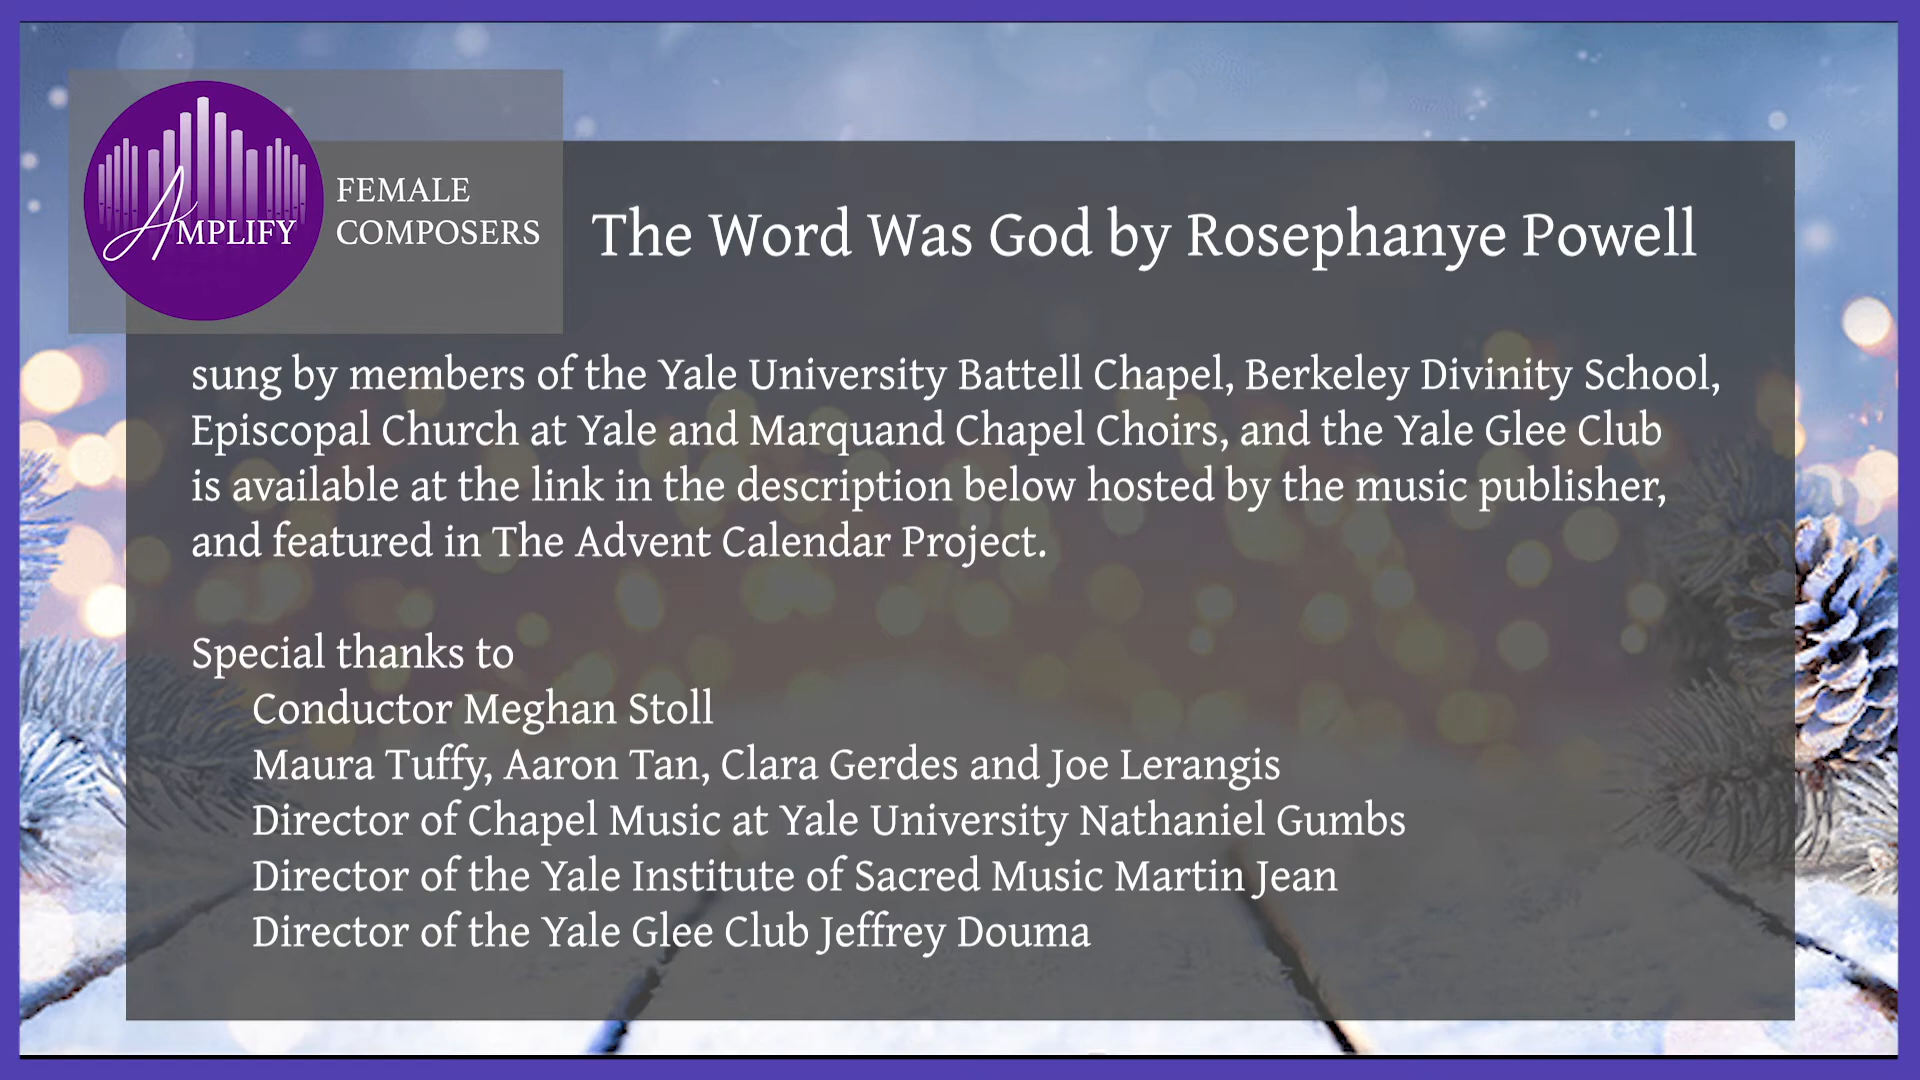 AMPLIFY
FEMALE
COMPOSERS
The Word Was God by Rosephanye Powell
sung by members of the Yale University Battell Chapel, Berkeley Divinity School,
Episcopal Church at Yale and Marquand Chapel Choirs, and the Yale Glee Club
is available at the link in the description below hosted by the music publisher,
and featured in The Advent Calendar Project.
Special thanks to
Conductor Meghan Stoll
Maura Tuffy, Aaron Tan, Clara Gerdes and Joe Lerangis
Director of Chapel Music at Yale University Nathaniel Gumbs
Director of the Yale Institute of Sacred Music Martin Jean
Director of the Yale Glee Club Jeffrey Douma